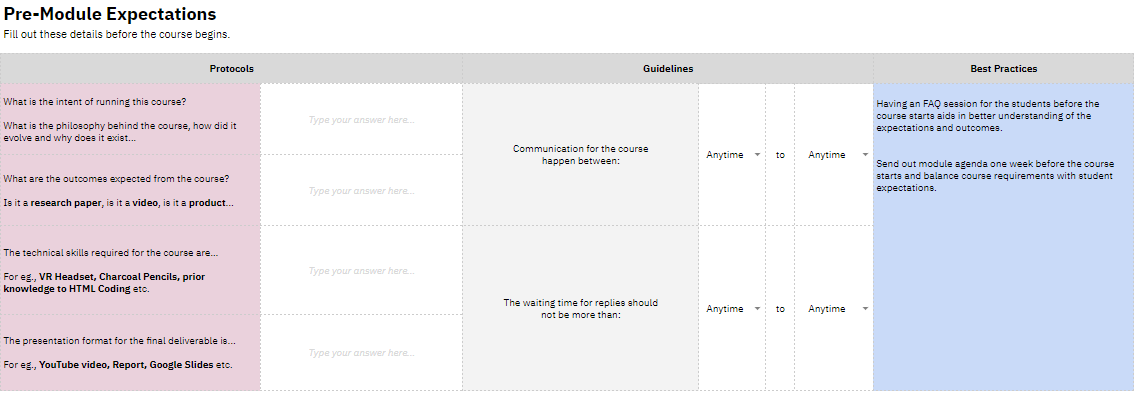 Pre-Module Expectations
Fill out these details before the course begins.
Protocols
Guidelines
Best Practices
What is the intent of running this course?
What is the philosophy behind the course, how did it
evolve and why does it exist...
Type your answer here...
What are the outcomes expected from the course?
Is it a research paper, is it a video, is it a product...
Type your answer here...
Communication for the course
happen between:
Anytime
to
Anytime
Having an FAQ session for the students before the
course starts aids in better understanding of the
expectations and outcomes.
Send out module agenda one week before the course
starts and balance course requirements with student
expectations.
The technical skills required for the course are...
For eg., VR Headset, Charcoal Pencils, prior
knowledge to HTML Coding etc.
Type your answer here...
The presentation format for the final deliverable is...
For eg., YouTube video, Report, Google Slides etc.
Type your answer here...
The waiting time for replies should
not be more than:
Anytime
to
Anytime